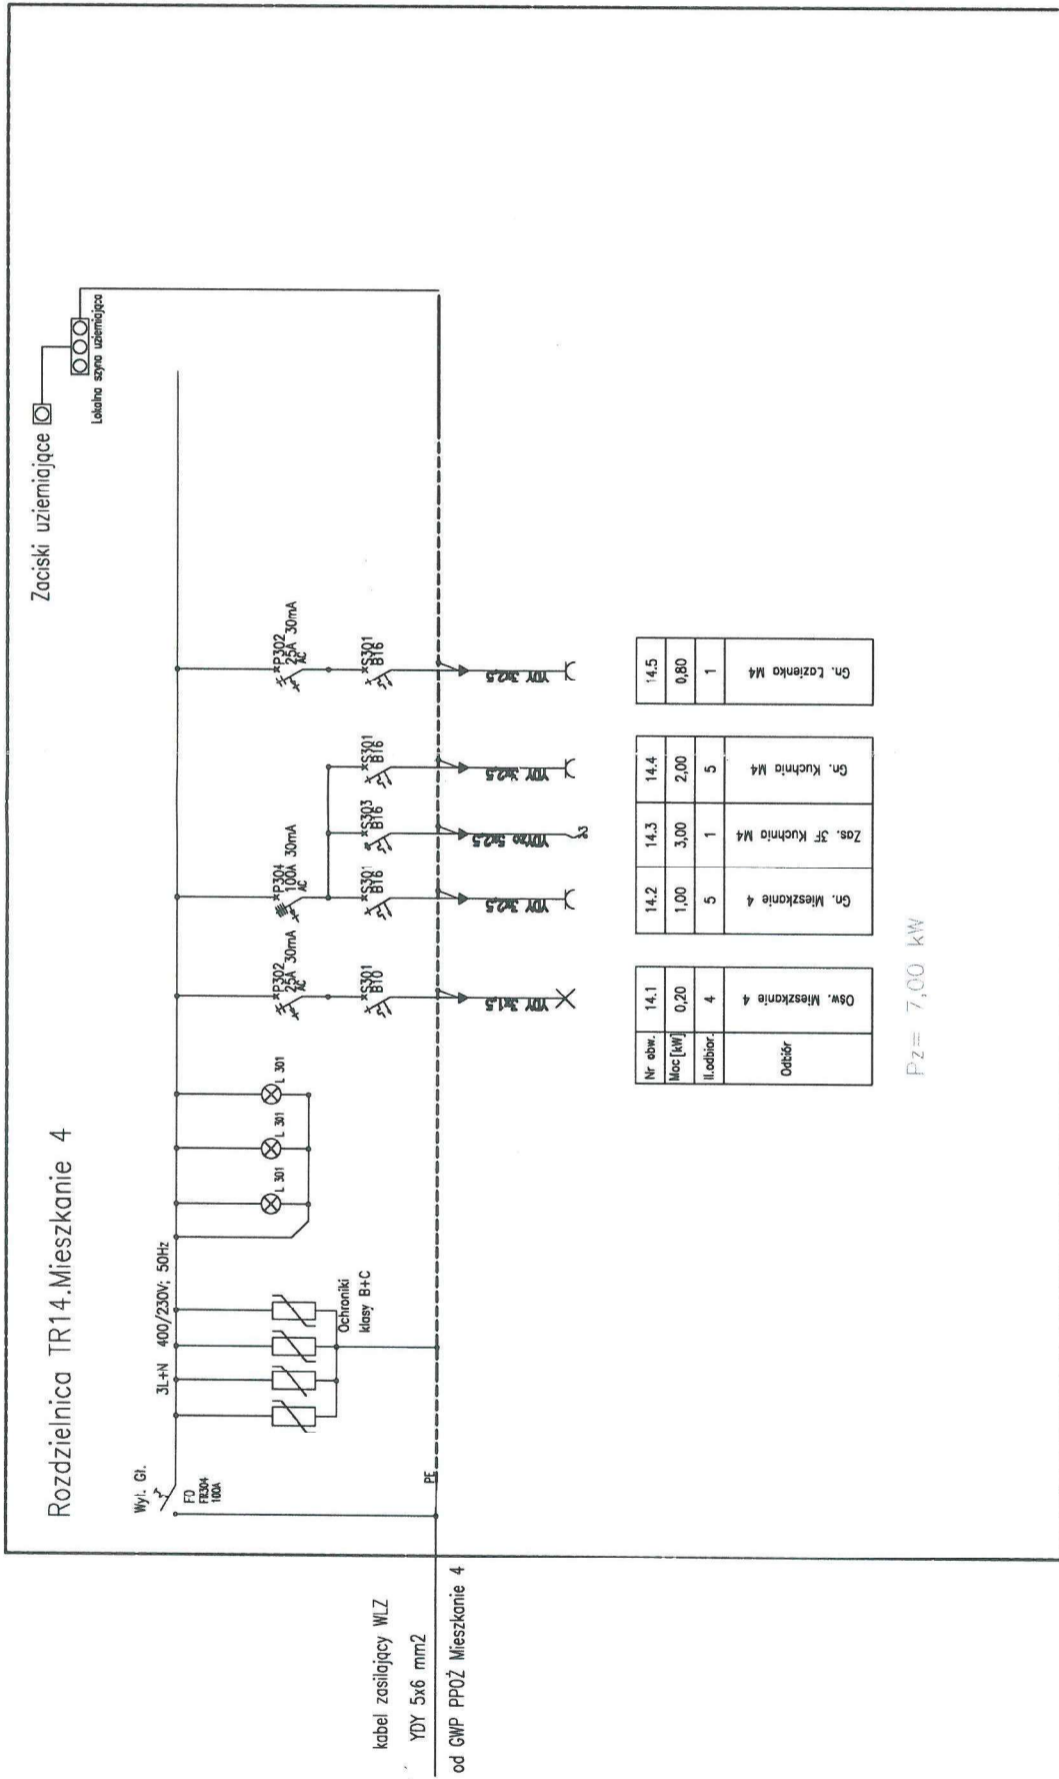 Rozdzielnica TR14.Mieszkanie 4
Zaciski uziemiające
Lokalna szyna uziemiająca
Wył. Gł.
FD
FR304
100A
3L+N 400/230V; 50Hz
Ochroniki
klasy B+C
L 301
L 301
L 301
P302
25A 30mA
AC
S301
B10
P304
100A 30mA
AC
S301
B16
S303
B16
S301
B16
P302
25A 30mA
AC
S301
B16
PE
kabel zasilający WLZ
YDY 5x6 mm2
od GWP PPOŻ Mieszkanie 4
YDY 3x1,5
YDY 3x2,5
YDYżo 5x2,5
YDY 3x2,5
YDY 3x2,5
3
Nr obw. 14.1 14.2 14.3 14.4 14.5
Moc[kW] 0,20 1,00 3,00 2,00 0,80
Il.odbior. 4 5 1 5 1
Odbiór
Ośw. Mieszkanie 4
Gn. Mieszkanie 4
Zas. 3F Kuchnia M4
Gn. Kuchnia M4
Gn. Łazienka M4
Pz= 7,00 kW